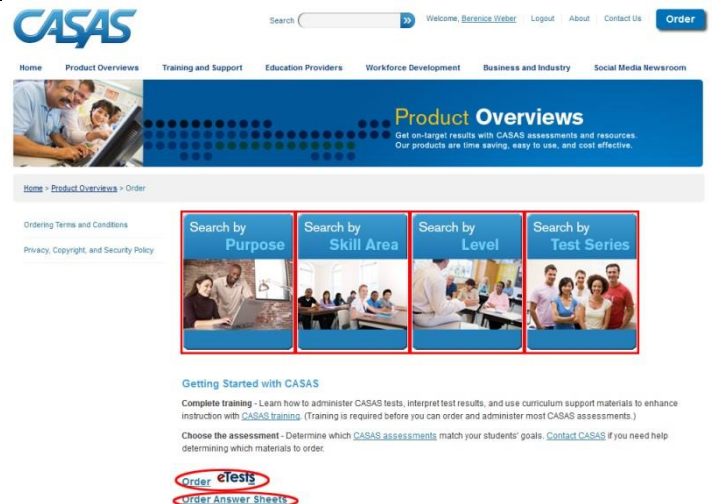 CASAS
Search
Welcome, Berenice Weber Logout About Contact Us Order
Home Product Overviews Training and Support Education Providers Workforce Development Business and Industry Social Media Newsroom
Product Overviews
Get on-target results with CASAS assessments and resources.
Our products are time saving, easy to use, and cost effective.
Home > Product Overviews > Order
Ordering Terms and Conditions
Privacy, Copyright, and Security Policy
Search by Purpose
Search by Skill Area
Search by Level
Search by Test Series
Getting Started with CASAS
Complete training - Learn how to administer CASAS tests, interpret test results, and use curriculum support materials to enhance
instruction with CASAS training. (Training is required before you can order and administer most CASAS assessments.)
Choose the assessment - Determine which CASAS assessments match your students' goals. Contact CASAS if you need help
determining which materials to order.
Order eTests
Order Answer Sheets